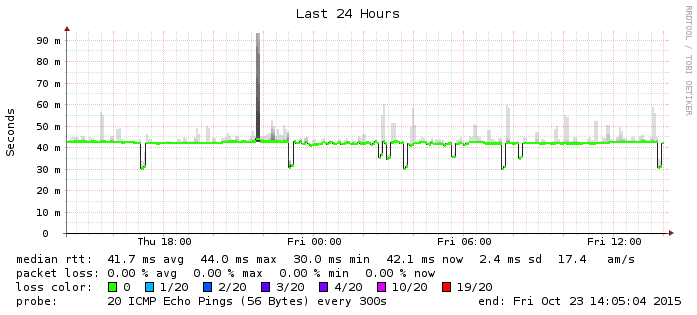 Last 24 Hours
RRDTOOL / TOBI OETIKER
Seconds
90 m
80 m
70 m
60 m
50 m
40 m
30 m
20 m
10 m
0
Thu 18:00 Fri 00:00 Fri 06:00 Fri 12:00
median rtt: 41.7 ms avg 44.0 ms max 30.0 ms min 42.1 ms now 2.4 ms sd 17.4 am/s
packet loss: 0.00 % avg 0.00 % max 0.00 % min 0.00 % now
loss color: 0 1/20 2/20 3/20 4/20 10/20 19/20
probe: 20 ICMP Echo Pings (56 Bytes) every 300s end: Fri Oct 23 14:05:04 2015